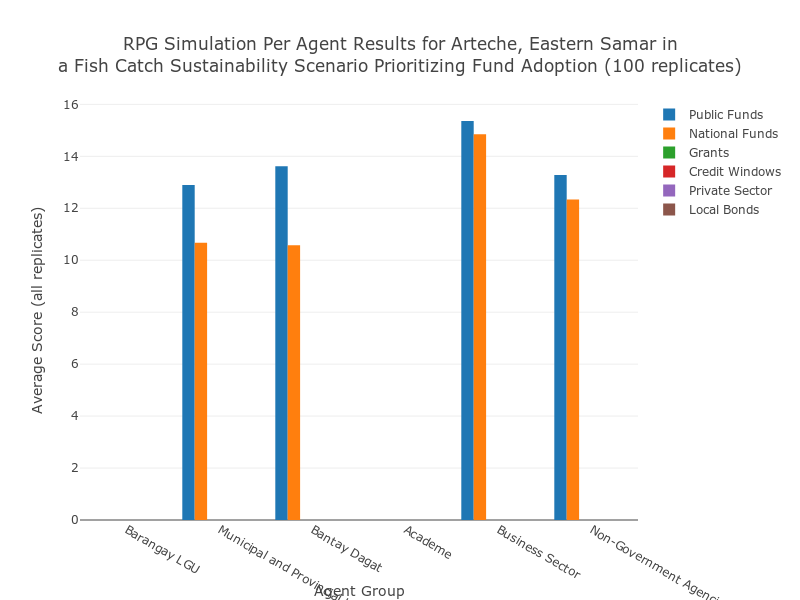 RPG Simulation Per Agent Results for Arteche, Eastern Samar in
a Fish Catch Sustainability Scenario Prioritizing Fund Adoption (100 replicates)
16
14
12
10
8
6
4
2
0
Average Score (all replicates)
Public Funds
National Funds
Grants
Credit Windows
Private Sector
Local Bonds
Barangay LGU
Municipal and
Bantay Dagat
Academe
Business Sector
Non-Government
Agent Group